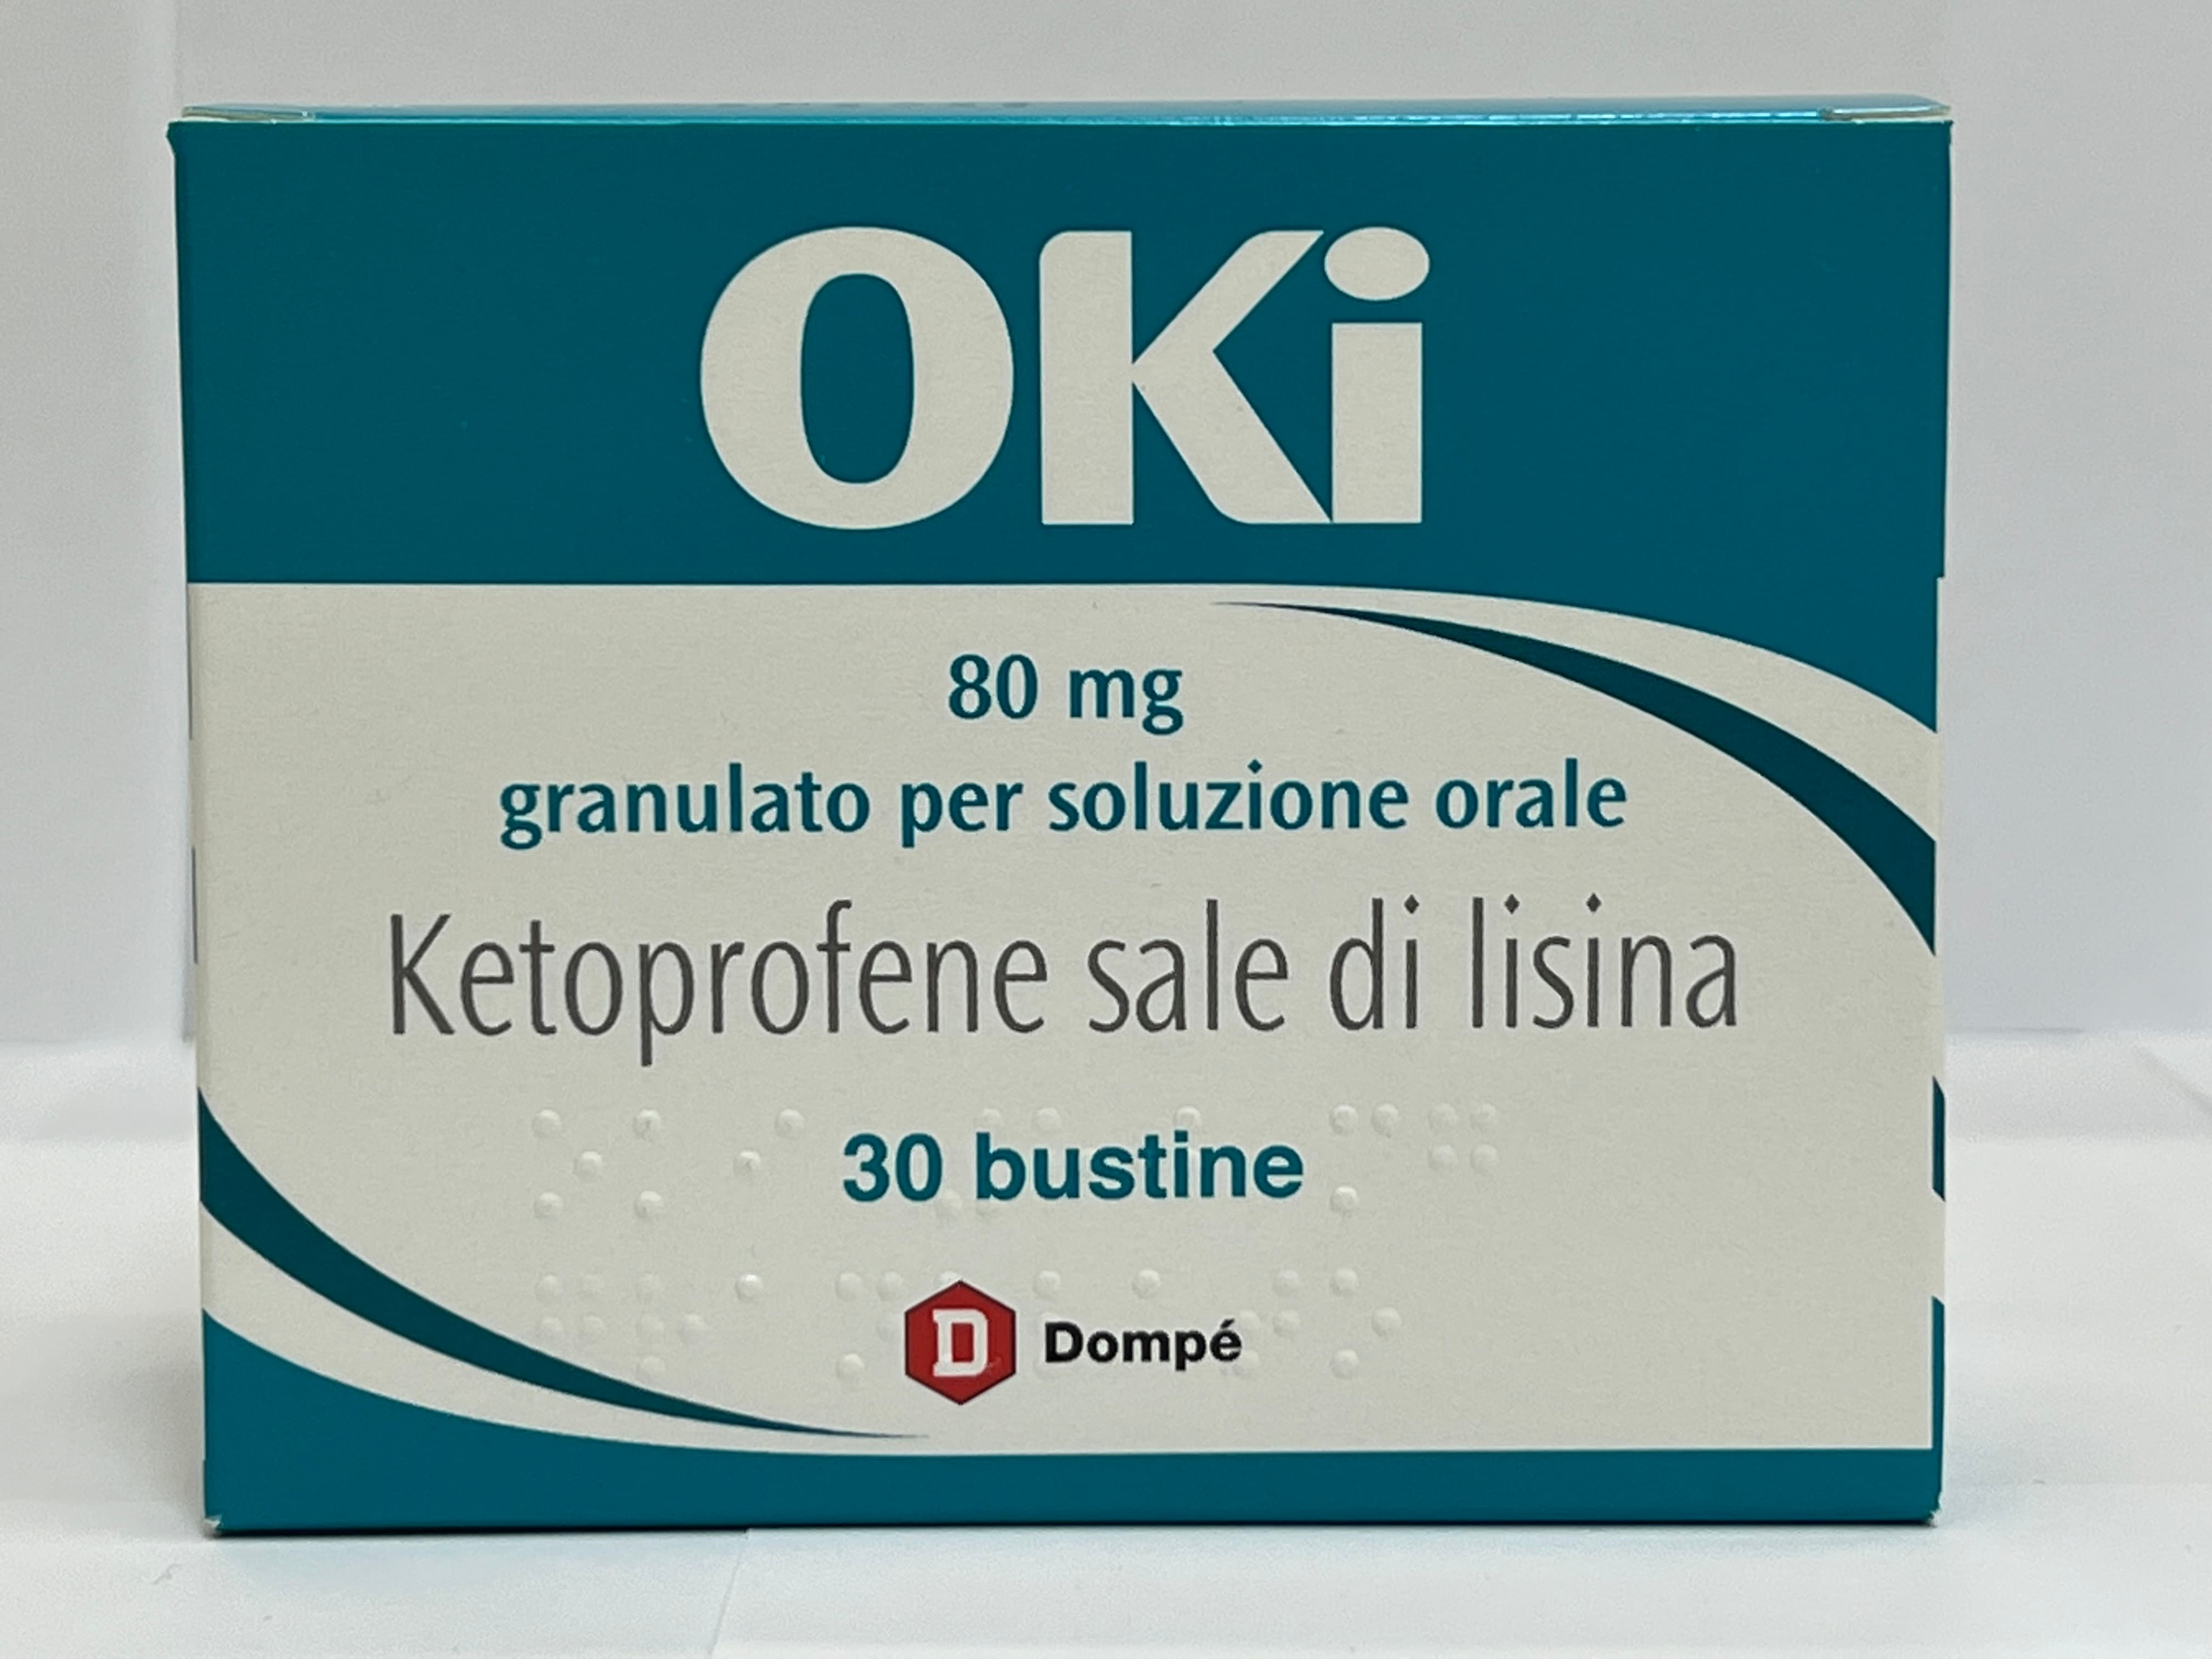 OKi
80 mg
granulato per soluzione orale
Ketoprofene sale di lisina
30 bustine
D Dompé